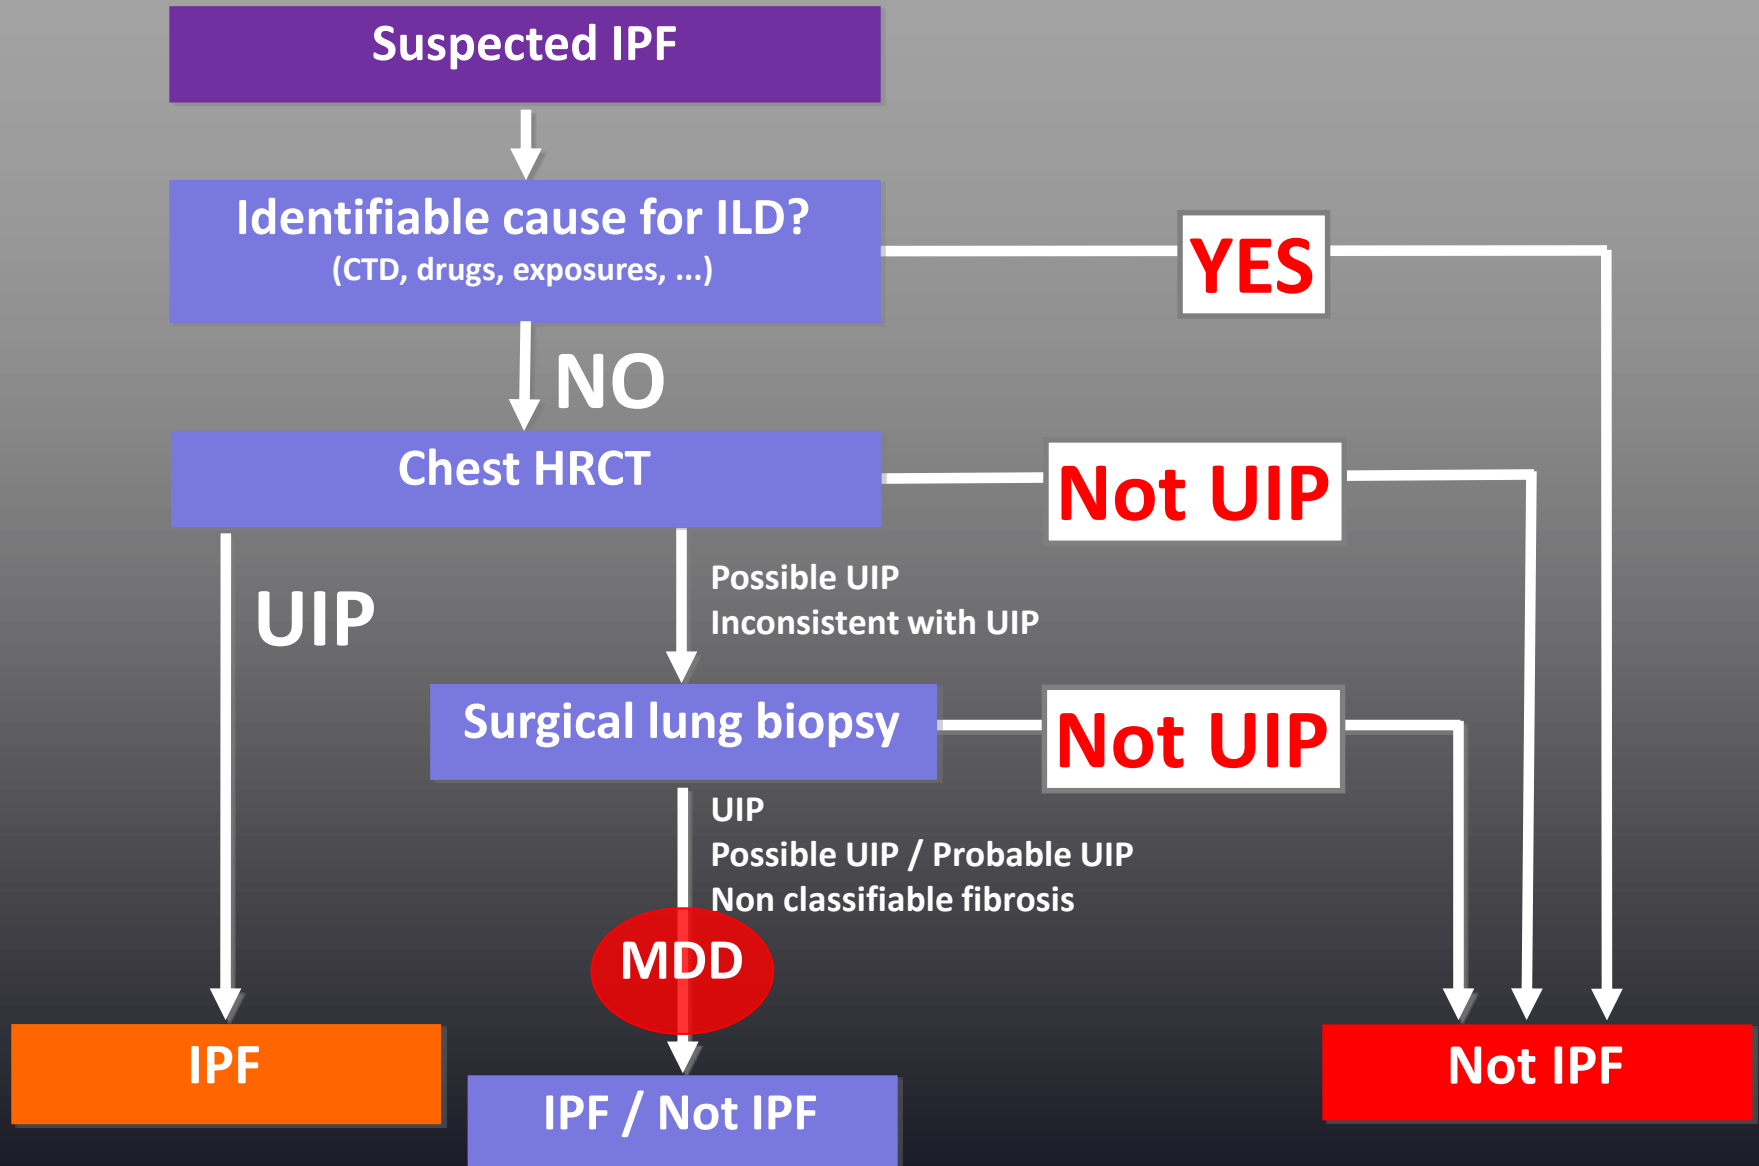 Suspected IPF
Identifiable cause for ILD?
(CTD, drugs, exposures, ...)
YES
NO
Chest HRCT
Not UIP
UIP
Possible UIP
Inconsistent with UIP
Surgical lung biopsy
Not UIP
UIP
Possible UIP / Probable UIP
Non classifiable fibrosis
MDD
IPF
IPF / Not IPF
Not IPF